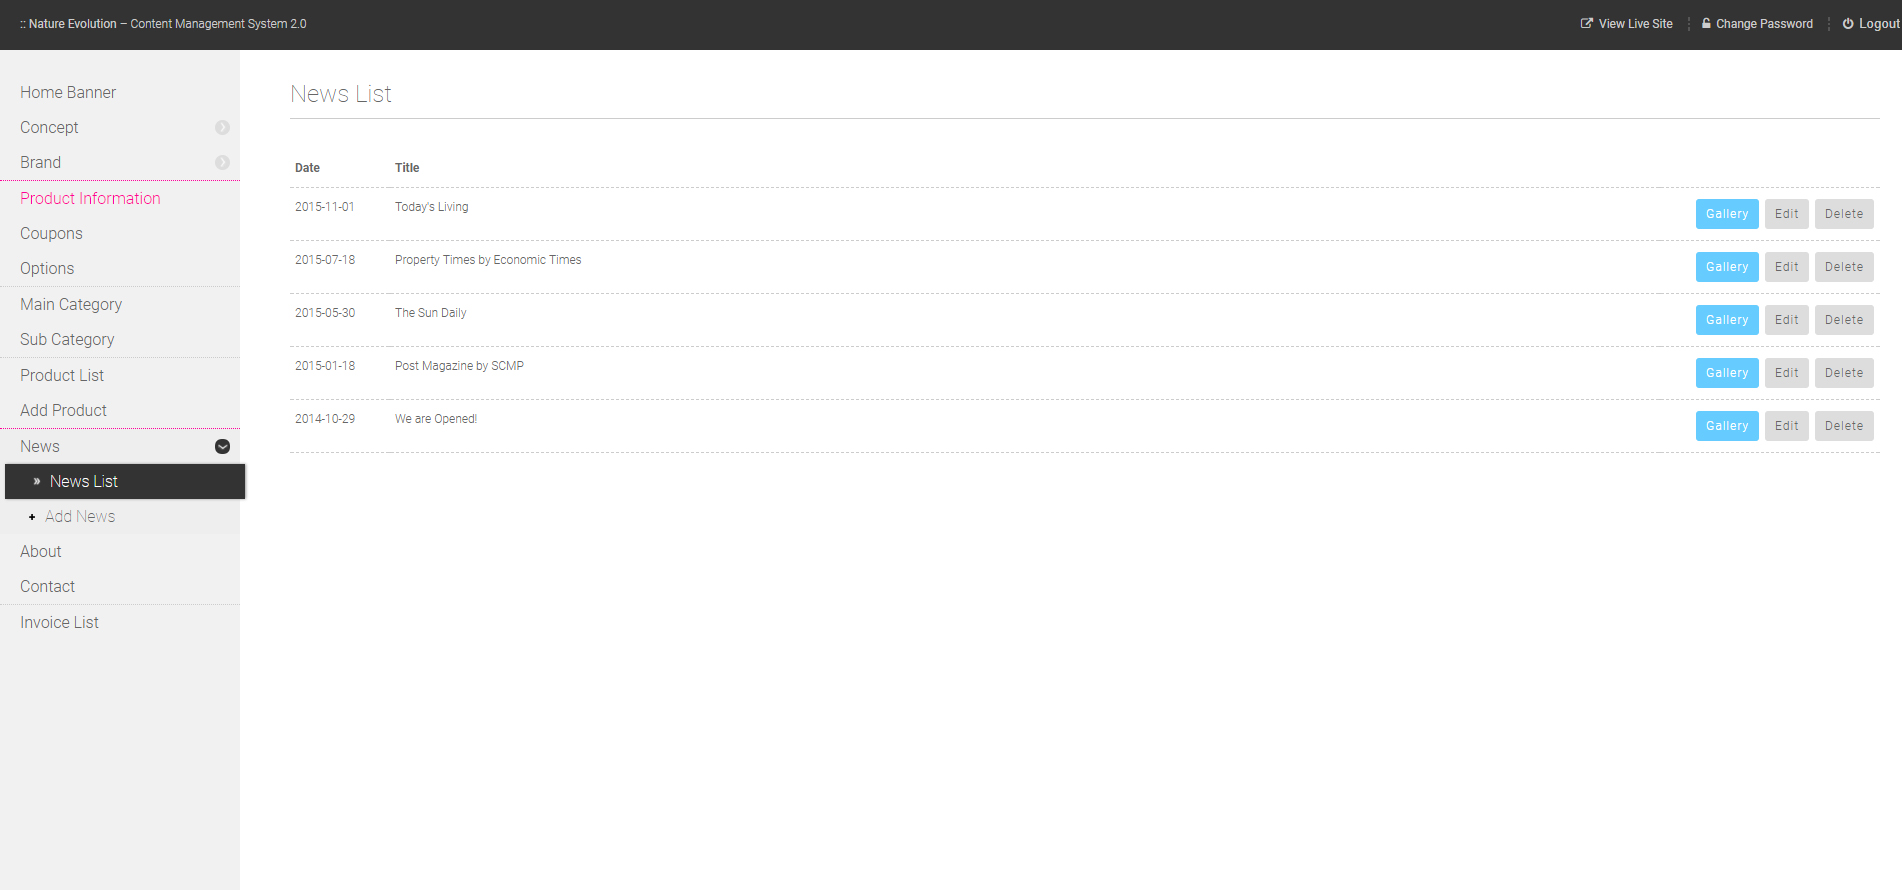 :: Nature Evolution – Content Management System 2.0
View Live Site
Change Password
Logout
Home Banner
Concept
Brand
Product Information
Coupons
Options
Main Category
Sub Category
Product List
Add Product
News
» News List
+ Add News
About
Contact
Invoice List
News List
Date Title
2015-11-01 Today's Living Gallery Edit Delete
2015-07-18 Property Times by Economic Times Gallery Edit Delete
2015-05-30 The Sun Daily Gallery Edit Delete
2015-01-18 Post Magazine by SCMP Gallery Edit Delete
2014-10-29 We are Opened! Gallery Edit Delete